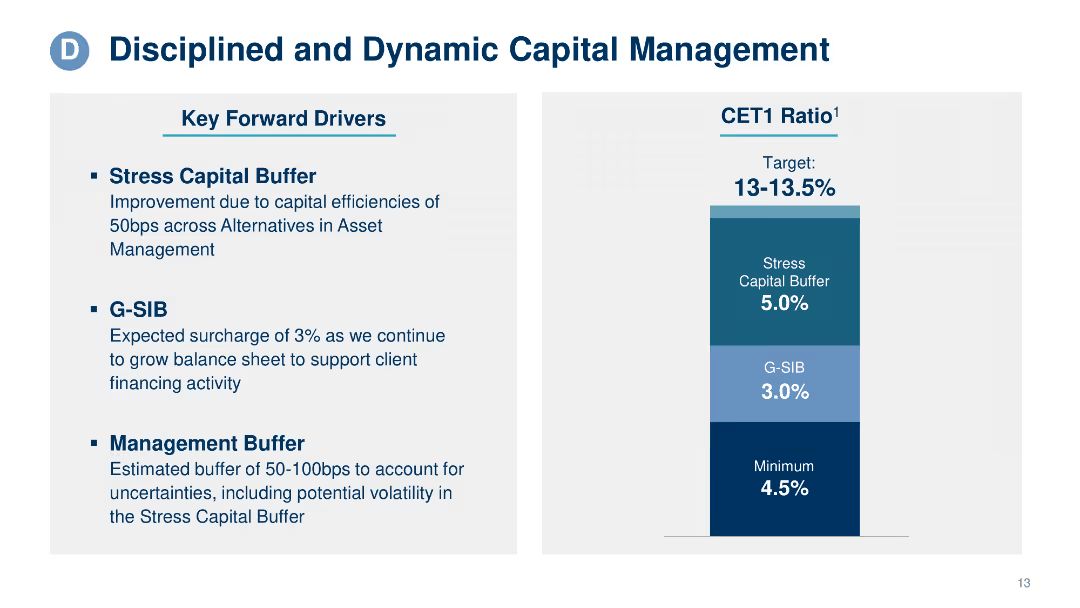 D Disciplined and Dynamic Capital Management
Key Forward Drivers
▪ Stress Capital Buffer
Improvement due to capital efficiencies of
50bps across Alternatives in Asset
Management
▪ G-SIB
Expected surcharge of 3% as we continue
to grow balance sheet to support client
financing activity
▪ Management Buffer
Estimated buffer of 50-100bps to account for
uncertainties, including potential volatility in
the Stress Capital Buffer
CET1 Ratio¹
Target:
13-13.5%
Stress
Capital Buffer
5.0%
G-SIB
3.0%
Minimum
4.5%
13